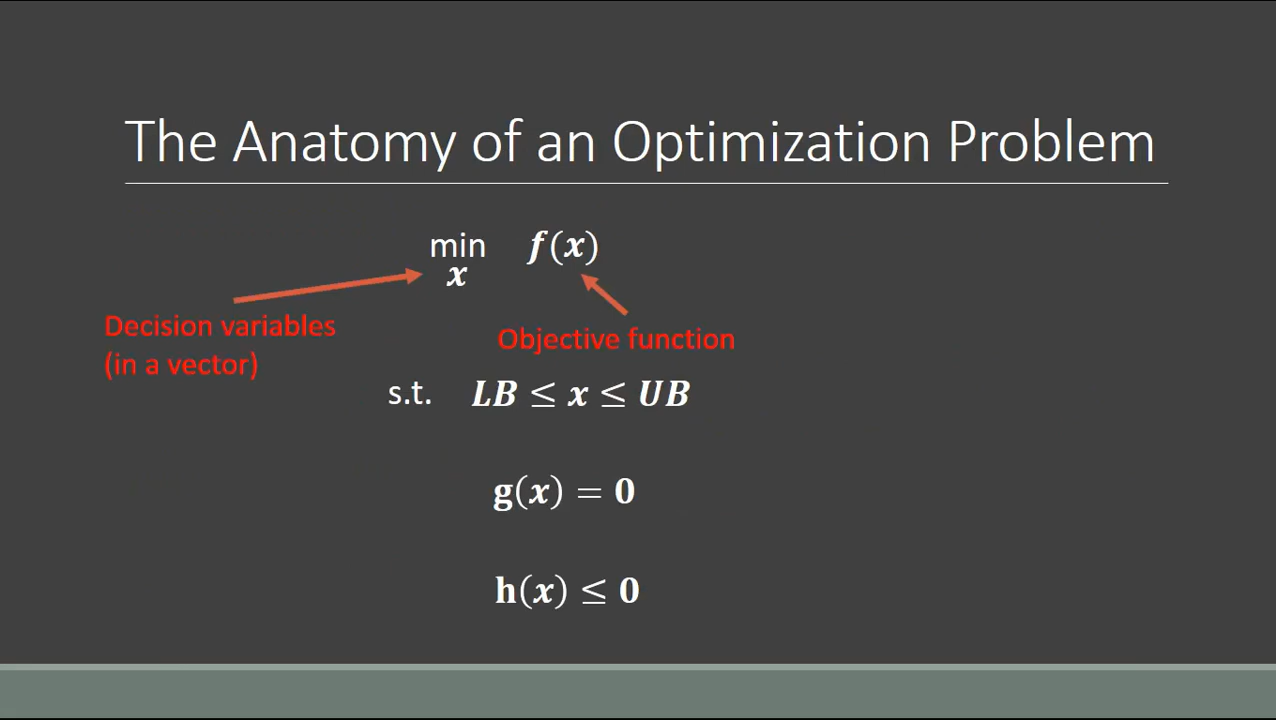 The Anatomy of an Optimization Problem
min f(x)
x
Decision variables
(in a vector)
Objective function
s.t. LB ≤ x ≤ UB
g(x) = 0
h(x) ≤ 0